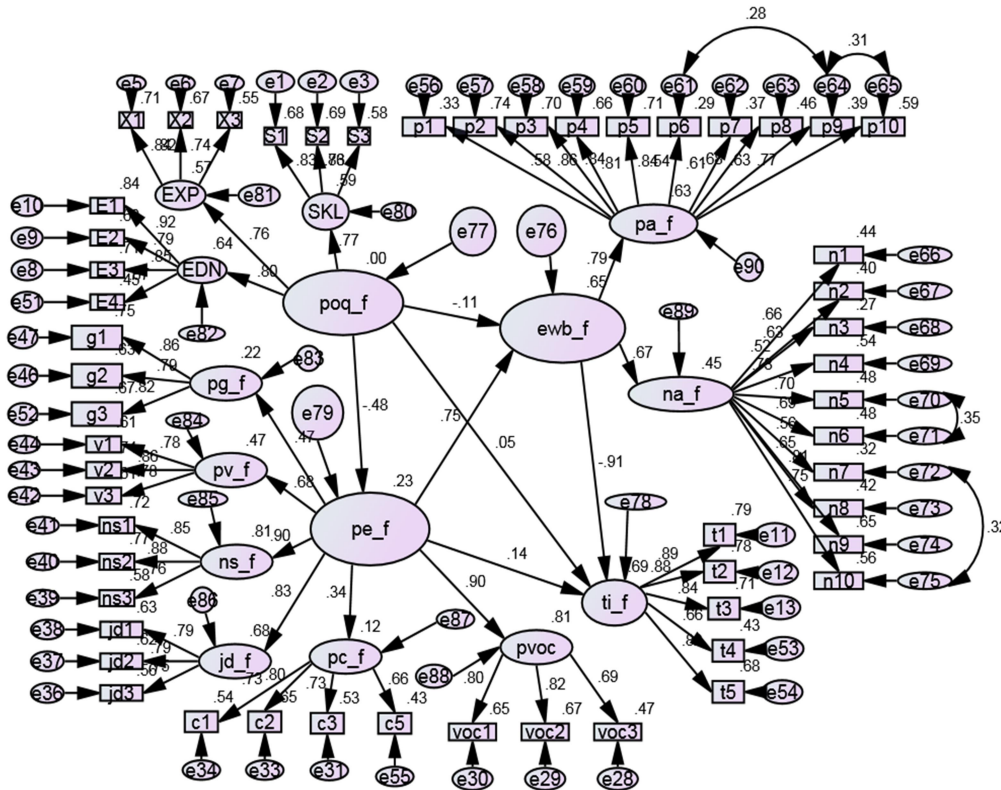 .28
.31
e5 e6 e7 e1 e2 e3 e56 e57 e58 e59 e60 e61 e62 e63 e64 e65
.71 .67 .55 .68 .69 .58 .33 .74 .70 .66 .71 .29 .37 .46 .39 .59
X1 X2 X3 S1 S2 S3 p1 p2 p3 p4 p5 p6 p7 p8 p9 p10
.74 .58 .86 .84 .81 .84 .54 .61 .63 .77
.57 .59 .63
EXP e81 SKL e80 pa_f
.84 e10 E1 .92 .76 .77 e77 e76 .79 e90 .44
e9 E2 .79 .64 .00 .65 n1 e66
e8 E3 .85 EDN .80 poq_f -.11 ewb_f .40
e51 E4 .45 n2 e67
.75 e82 e89 .66 .27
e47 g1 .86 .63 n3 e68
.63 .79 .22 e83 .67 .45 .52 .54
e46 g2 pg_f .75 na_f n4 e69
.67 .82 e79 -.48 .70 .48
e52 g3 n5 e70
.61 e84 .35
e44 v1 .78 .47 .47 .05 .48
n6 e71
e43 v2 .86 pv_f .56 .32
e42 v3 .78 .68 .23 -.91 .65 n7 e72
.72 e85 .75 .42
e41 ns1 .85 .81 .90 pe_f e78 n8 e73
.77 .88 .79 .65
e40 ns2 ns_f .14 t1 e11 n9 e74
.76 .89 .78 .56
e39 ns3 .58 .83 .34 .90 .69 .88 t2 e12 n10 e75
.63 e86 ti_f .84 .71
e38 jd1 .79 e87 t3 e13
.62 .68 .12 .81 .66 .43
e37 jd2 .79 jd_f pc_f pvoc t4 e53
.56 .73 .80 e88 .68
e36 jd3 .54 .65 .73 .53 .66 .43 .80 .65 .82 .67 .69 .47 t5 e54
c1 c2 c3 c5 voc1 voc2 voc3
e34 e33 e31 e55 e30 e29 e28